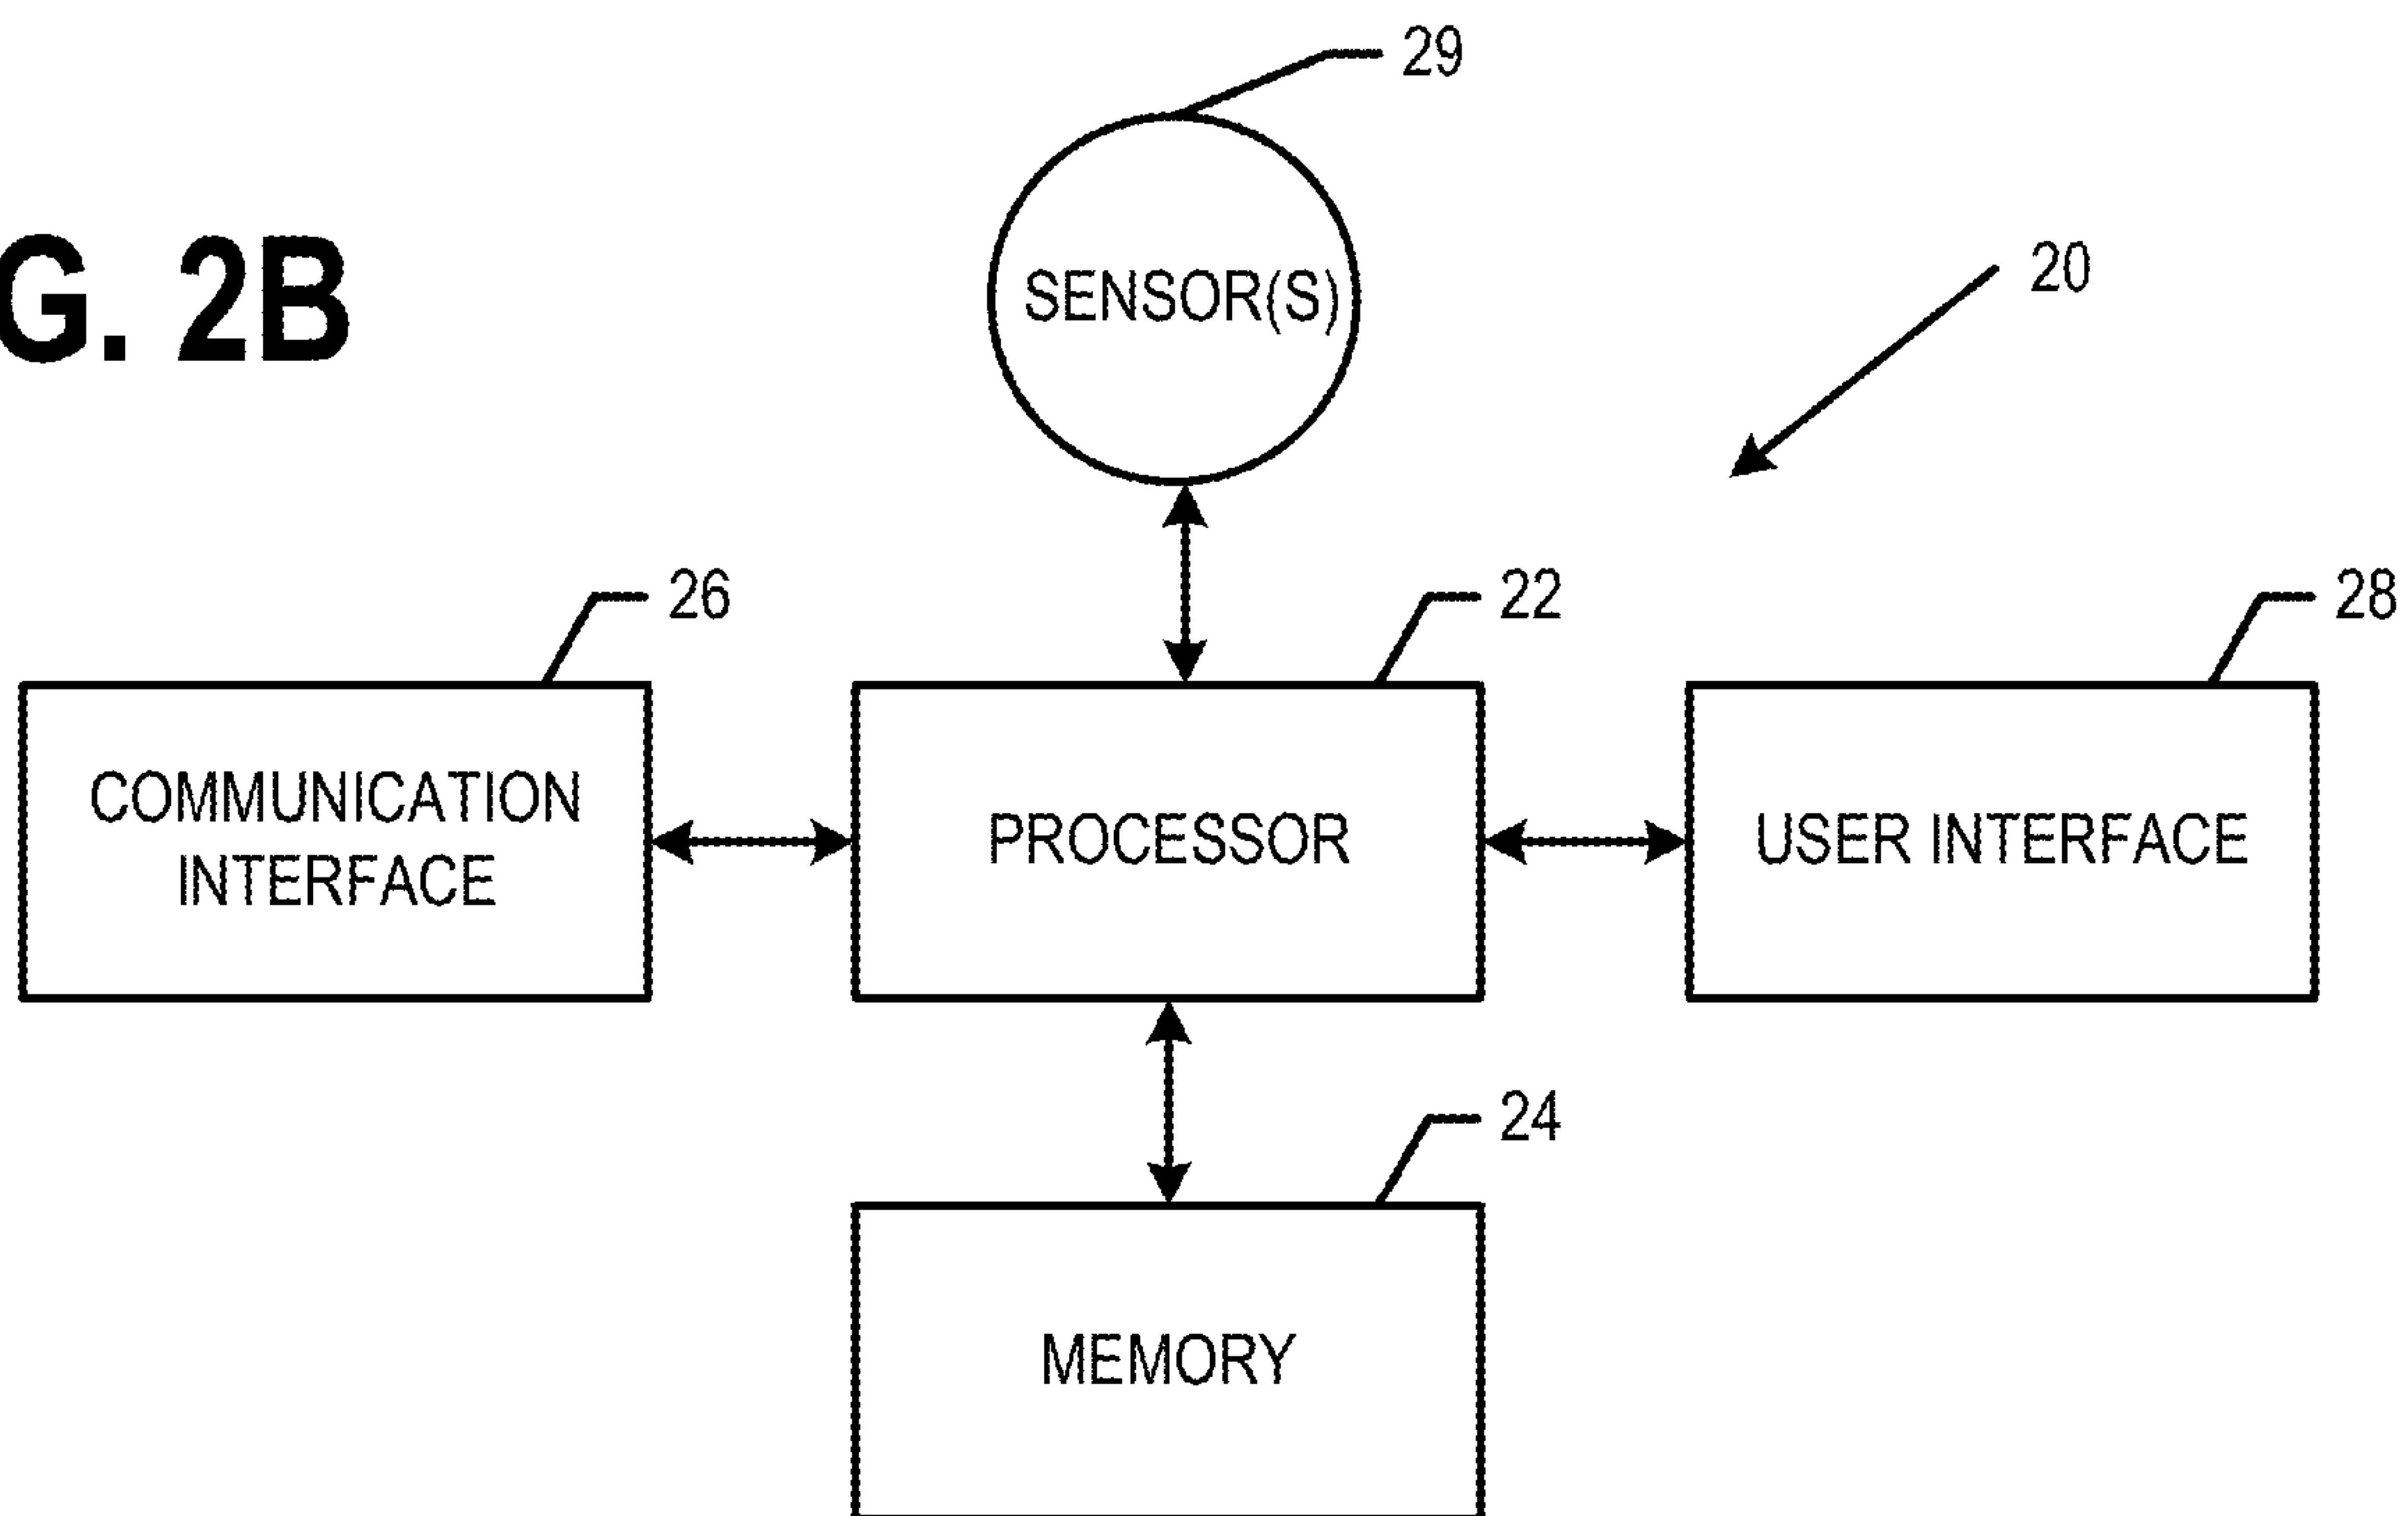 29
G. 2B
SENSOR(S)
20
26
22
28
COMMUNICATION
INTERFACE
PROCESSOR
USER INTERFACE
24
MEMORY